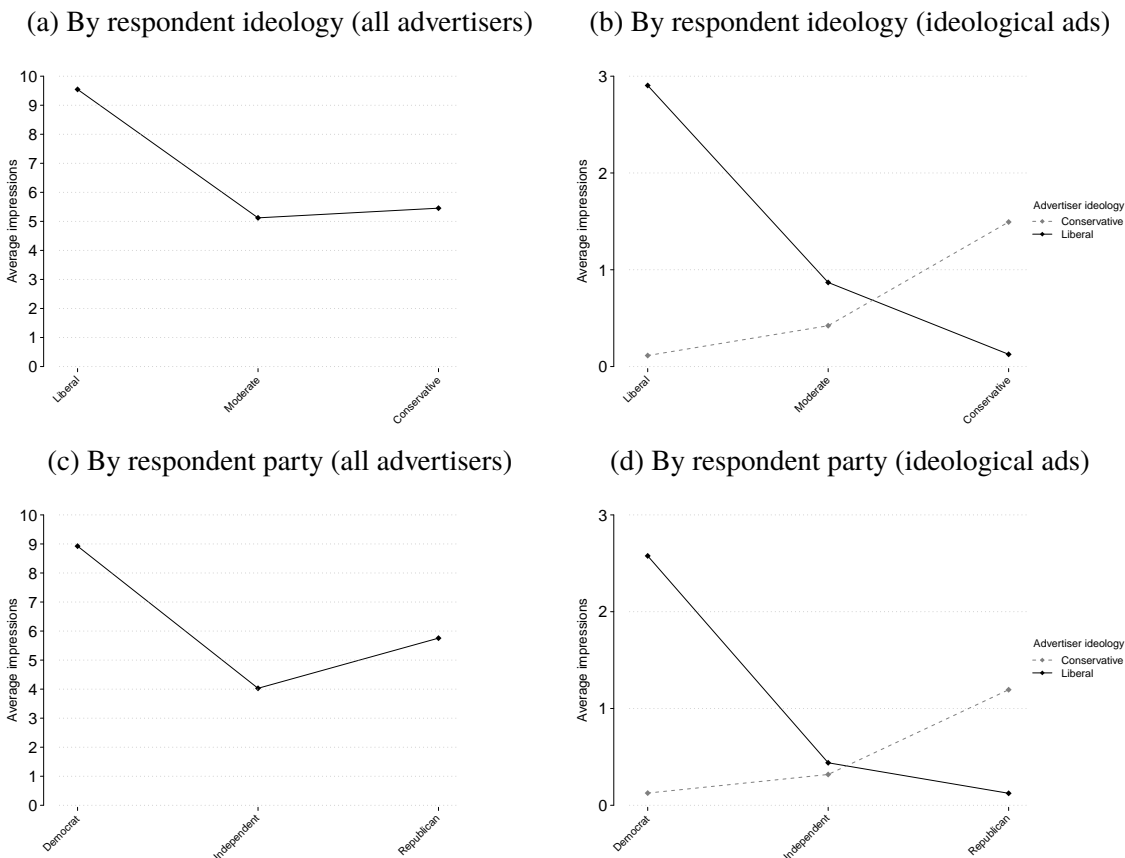 (a) By respondent ideology (all advertisers)
10
9
8
7
6
5
4
3
2
1
0
Average impressions
Liberal
Moderate
Conservative
(b) By respondent ideology (ideological ads)
3
2
1
0
Average impressions
Liberal
Moderate
Conservative
Advertiser ideology
Conservative
Liberal
(c) By respondent party (all advertisers)
10
9
8
7
6
5
4
3
2
1
0
Average impressions
Democrat
Independent
Republican
(d) By respondent party (ideological ads)
3
2
1
0
Average impressions
Democrat
Independent
Republican
Advertiser ideology
Conservative
Liberal